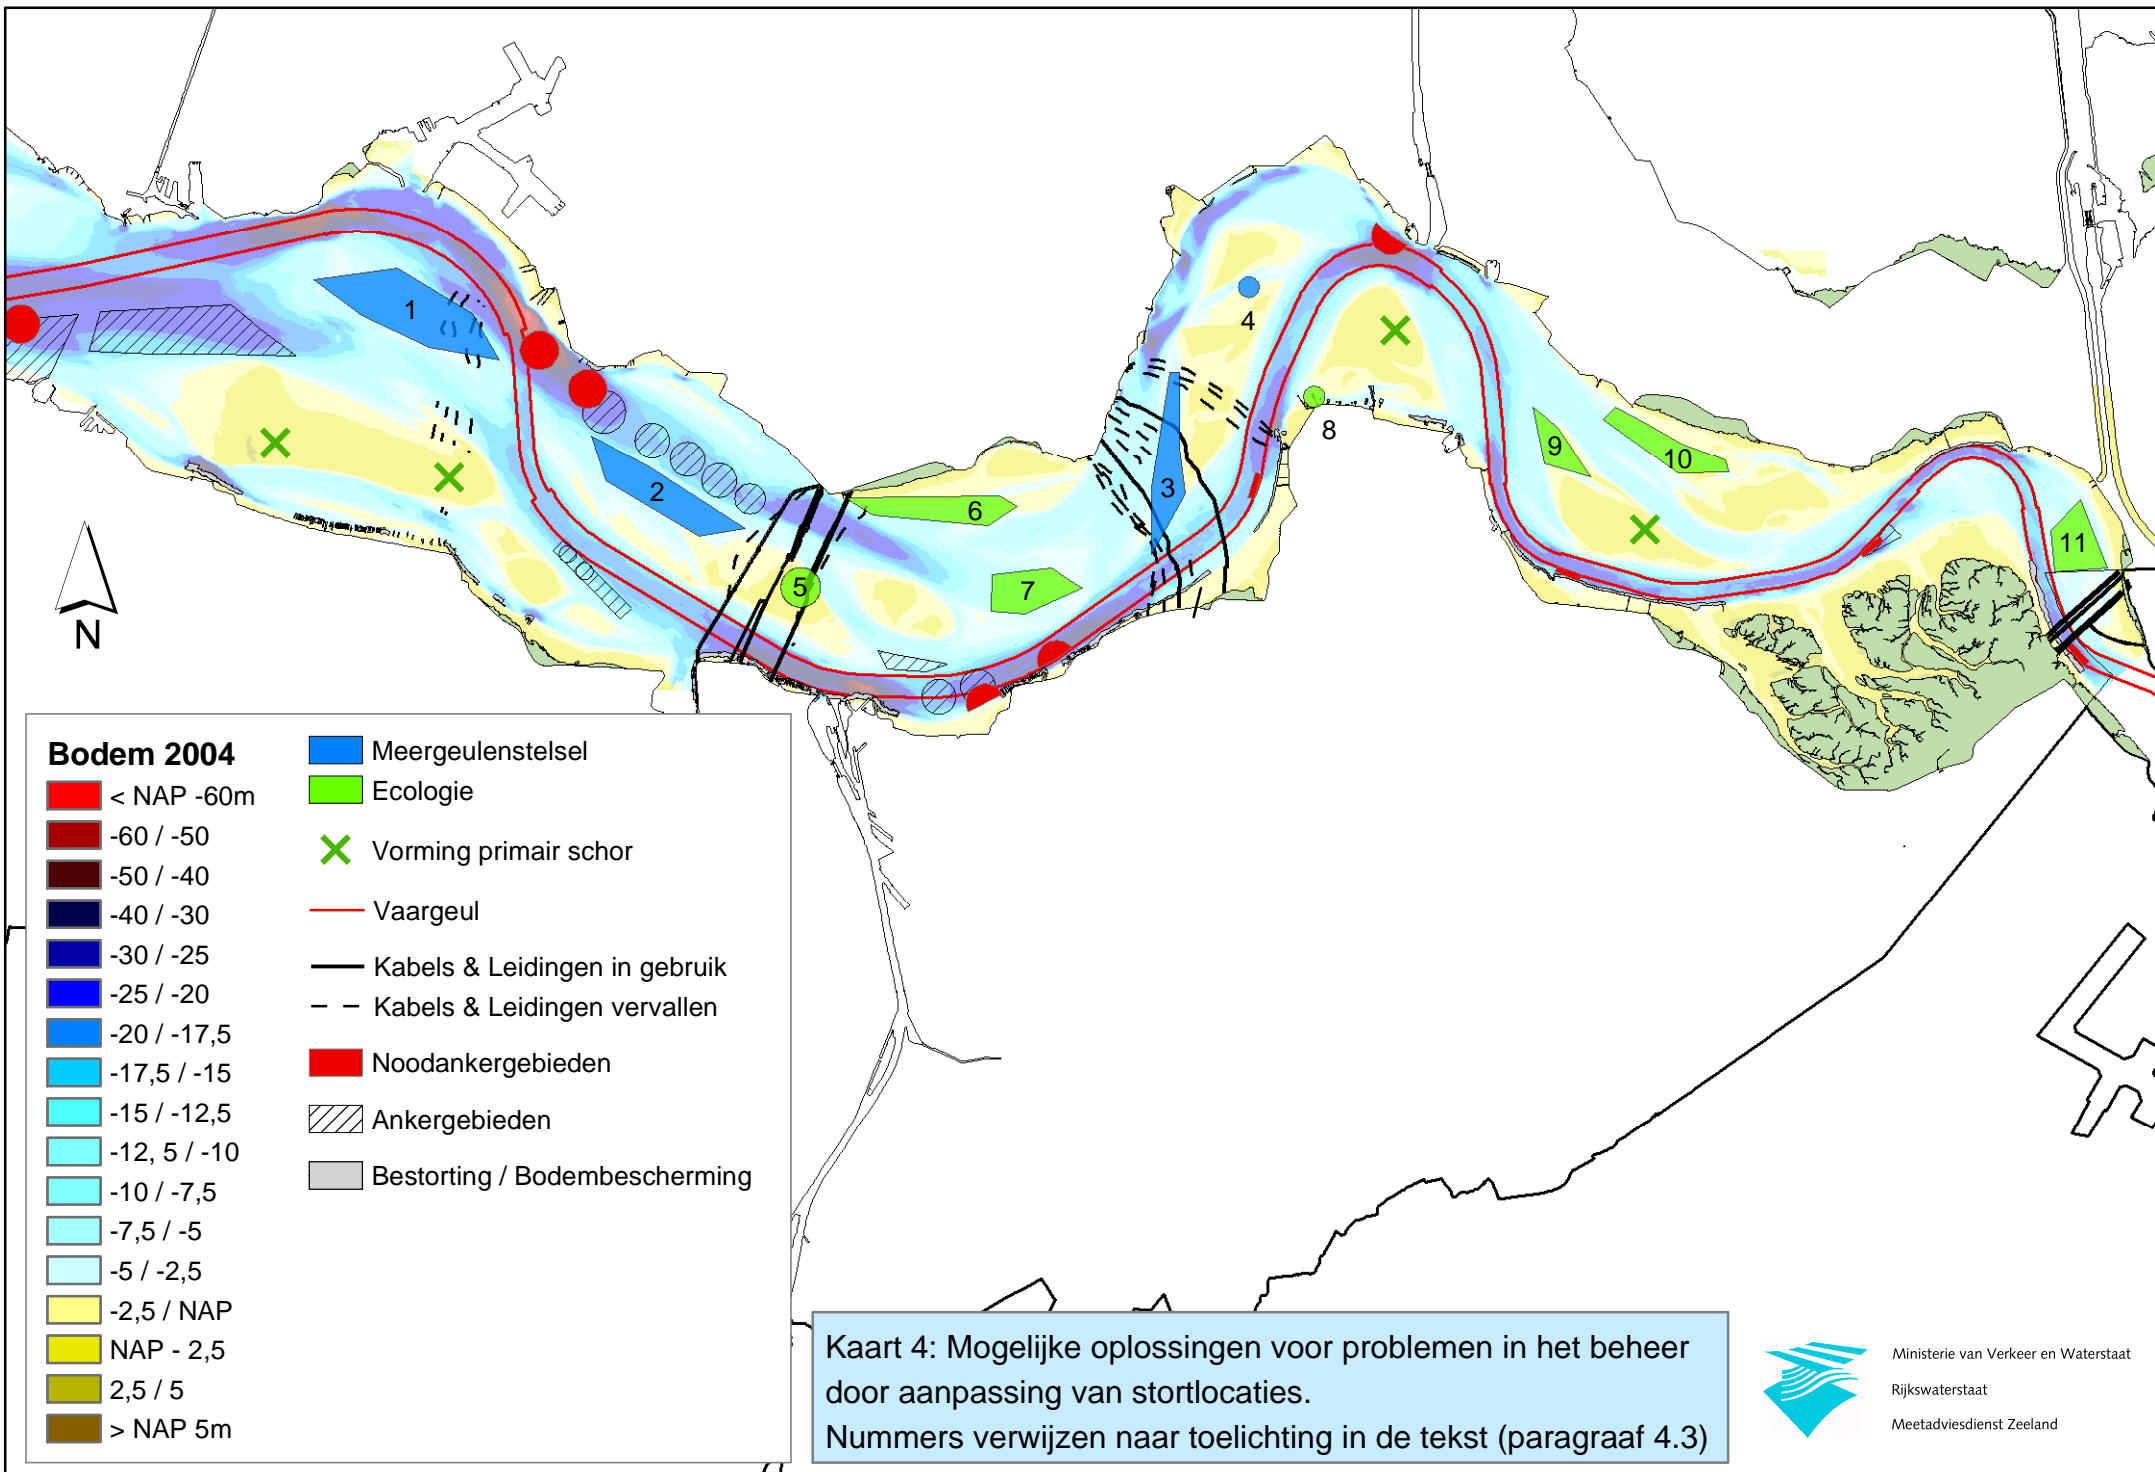 1
2
3
4
5
6
7
8
9
10
11
N
Bodem 2004
< NAP -60m
-60 / -50
-50 / -40
-40 / -30
-30 / -25
-25 / -20
-20 / -17,5
-17,5 / -15
-15 / -12,5
-12, 5 / -10
-10 / -7,5
-7,5 / -5
-5 / -2,5
-2,5 / NAP
NAP - 2,5
2,5 / 5
> NAP 5m
Meergeulenstelsel
Ecologie
Vorming primair schor
Vaargeul
Kabels & Leidingen in gebruik
Kabels & Leidingen vervallen
Noodankergebieden
Ankergebieden
Bestorting / Bodembescherming
Kaart 4: Mogelijke oplossingen voor problemen in het beheer
door aanpassing van stortlocaties.
Nummers verwijzen naar toelichting in de tekst (paragraaf 4.3)
Ministerie van Verkeer en Waterstaat
Rijkswaterstaat
Meetadviesdienst Zeeland